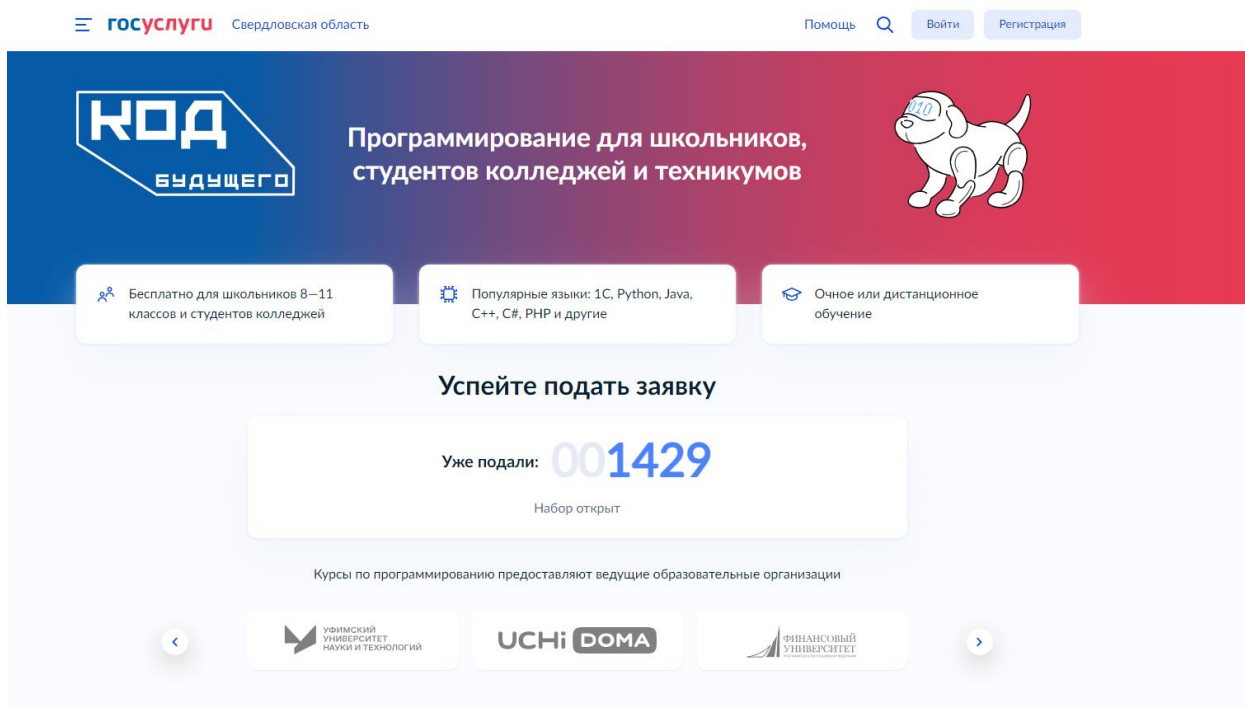 госуслуги Свердловская область Помощь Войти Регистрация
КОД
БУДУЩЕГО
Программирование для школьников,
студентов колледжей и техникумов
010
Бесплатно для школьников 8—11
классов и студентов колледжей
Популярные языки: 1С, Python, Java,
C++, C#, PHP и другие
Очное или дистанционное
обучение
Успейте подать заявку
Уже подали: 001429
Набор открыт
Курсы по программированию предоставляют ведущие образовательные организации
УФИМСКИЙ
УНИВЕРСИТЕТ
НАУКИ И ТЕХНОЛОГИЙ
UCHi DOMA
ФИНАНСОВЫЙ
УНИВЕРСИТЕТ